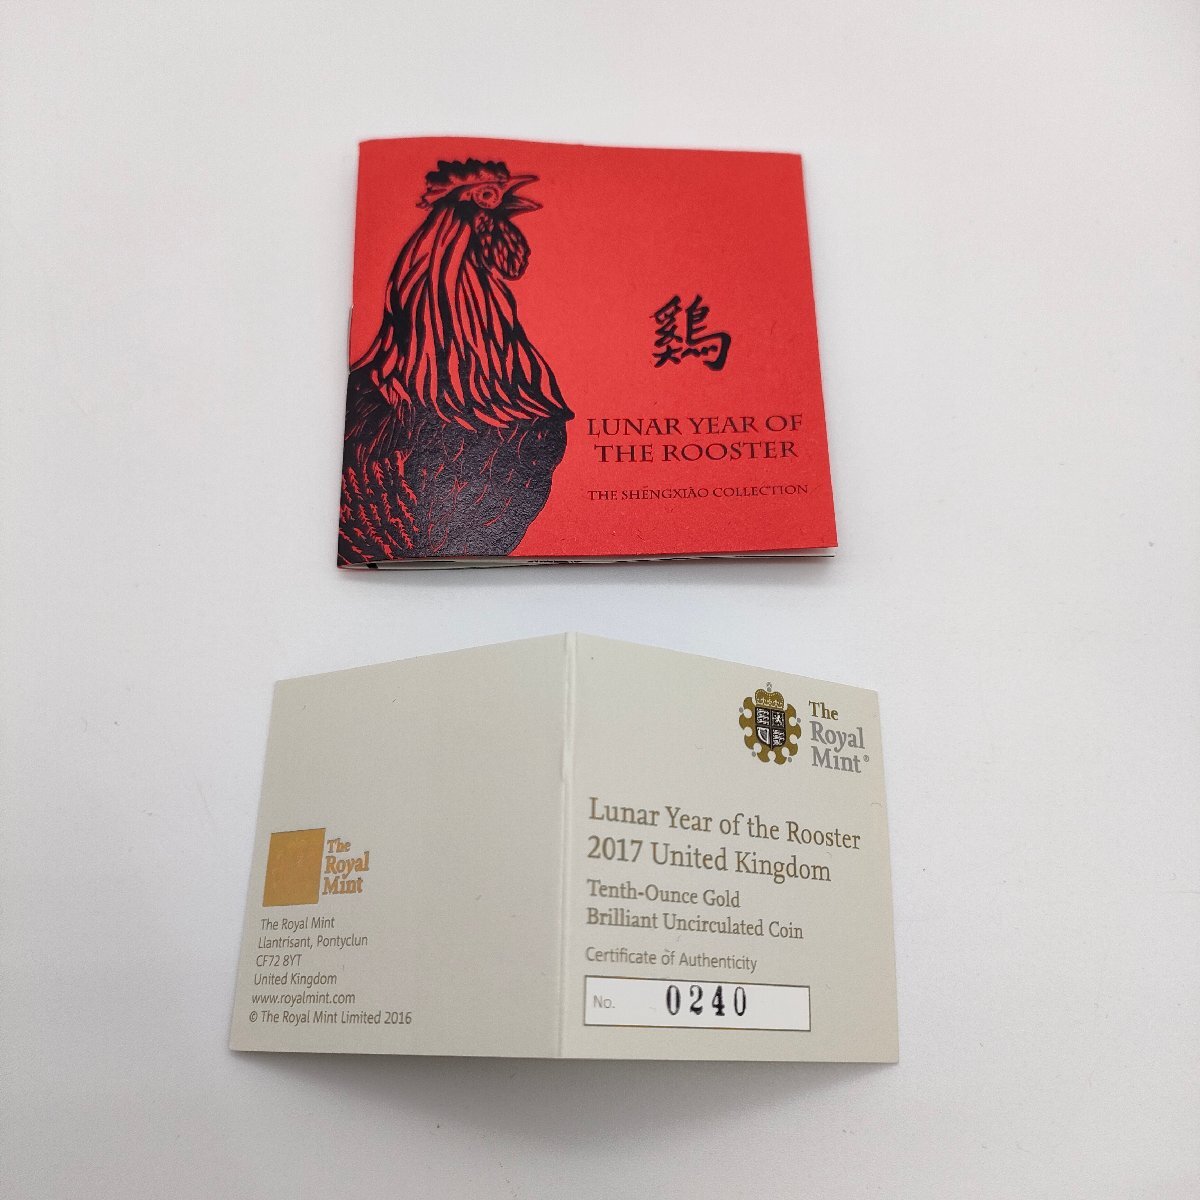 鷄
LUNAR YEAR OF
THE ROOSTER
THE SHĒNGXIÀO COLLECTION
The
Royal
Mint®
Lunar Year of the Rooster
2017 United Kingdom
Tenth-Ounce Gold
Brilliant Uncirculated Coin
Certificate of Authenticity
No. 0240
The
Royal
Mint
The Royal Mint
Llantrisant, Pontyclun
CF72 8YT
United Kingdom
www.royalmint.com
© The Royal Mint Limited 2016